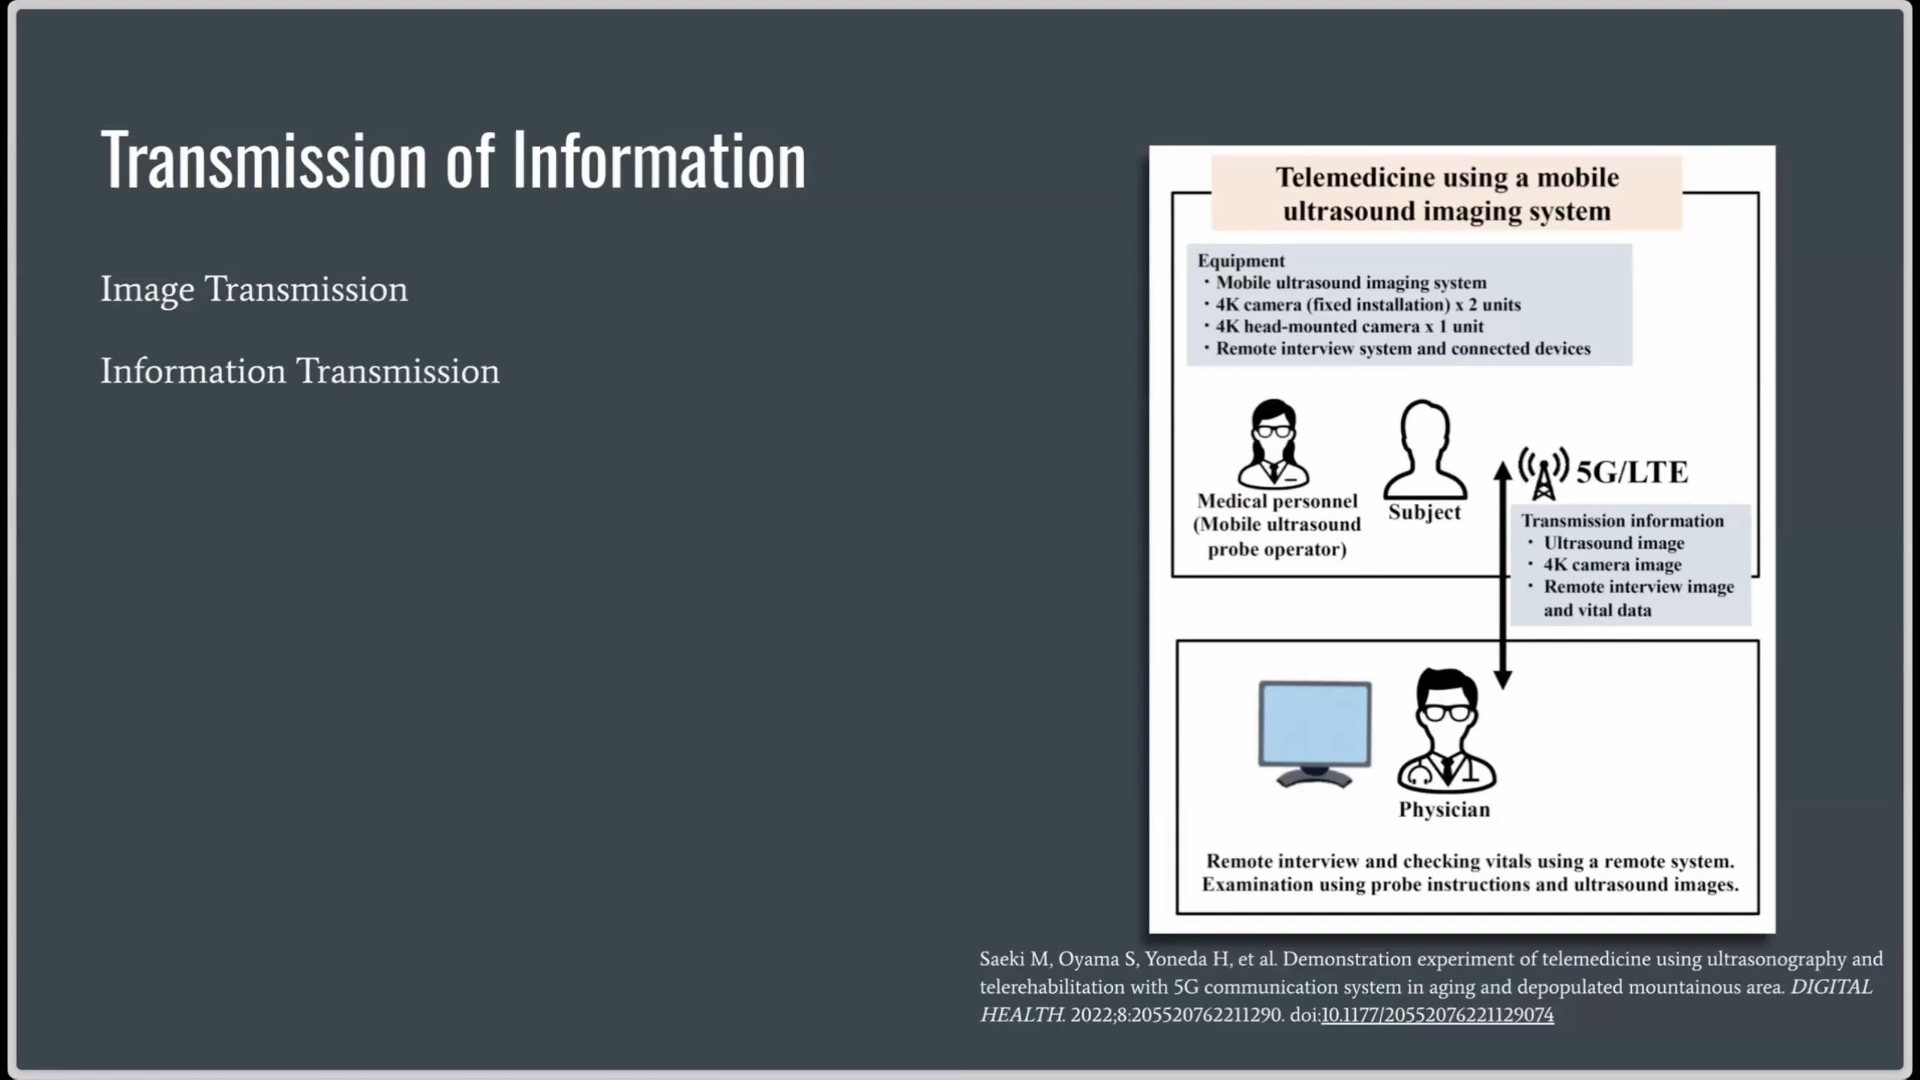 Transmission of Information
Image Transmission
Information Transmission
Telemedicine using a mobile
ultrasound imaging system
Equipment
・Mobile ultrasound imaging system
・4K camera (fixed installation) x 2 units
・4K head-mounted camera x 1 unit
・Remote interview system and connected devices
Medical personnel
(Mobile ultrasound
probe operator)
Subject
5G/LTE
Transmission information
・ Ultrasound image
・ 4K camera image
・ Remote interview image
and vital data
Physician
Remote interview and checking vitals using a remote system.
Examination using probe instructions and ultrasound images.
Saeki M, Oyama S, Yoneda H, et al. Demonstration experiment of telemedicine using ultrasonography and
telerehabilitation with 5G communication system in aging and depopulated mountainous area. DIGITAL
HEALTH. 2022;8:205520762211290. doi:10.1177/20552076221129074